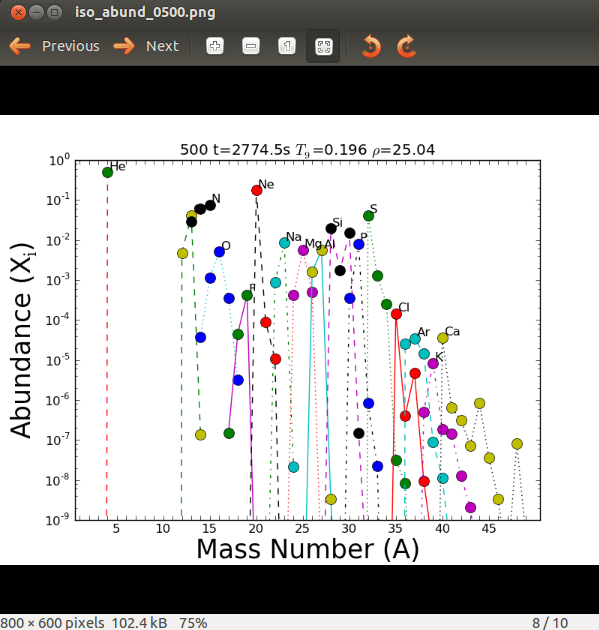 iso_abund_0500.png
Previous Next
500 t=2774.5s T₉=0.196 ρ=25.04
Abundance (Xᵢ)
10⁰
10⁻¹
10⁻²
10⁻³
10⁻⁴
10⁻⁵
10⁻⁶
10⁻⁷
10⁻⁸
10⁻⁹
He
N
O
F
Ne
Na
Mg
Al
Si
P
S
Cl
Ar
K
Ca
5 10 15 20 25 30 35 40 45
Mass Number (A)
800 × 600 pixels 102.4 kB 75% 8 / 10